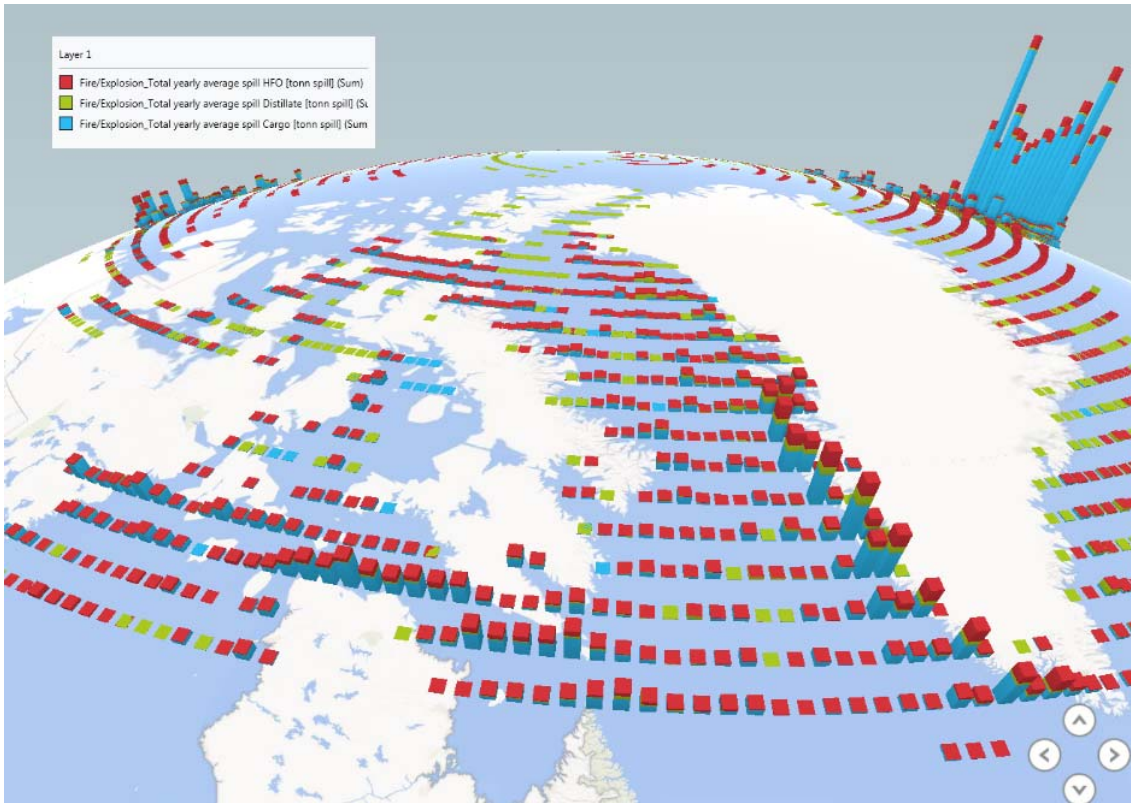 Layer 1
Fire/Explosion_Total yearly average spill HFO [tonn spill] (Sum)
Fire/Explosion_Total yearly average spill Distillate [tonn spill] (Su
Fire/Explosion_Total yearly average spill Cargo [tonn spill] (Sum